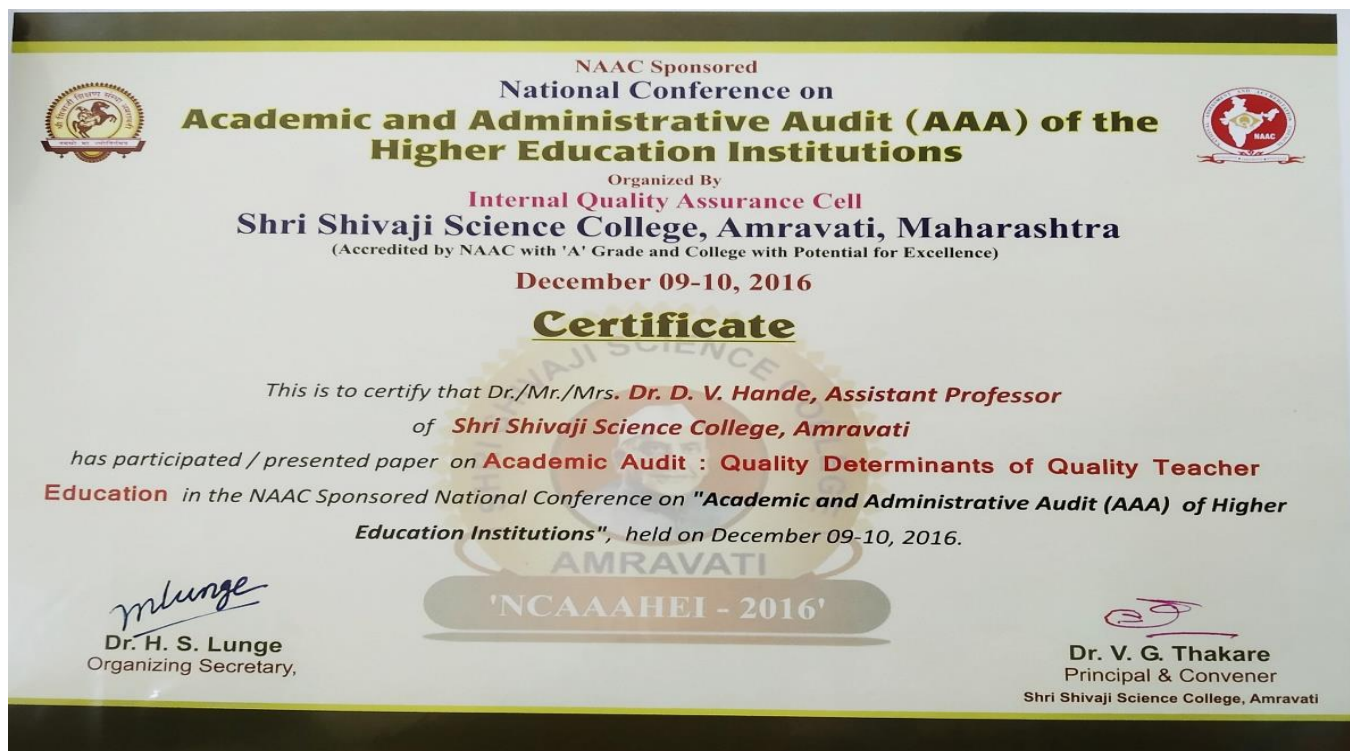 NAAC Sponsored
National Conference on
Academic and Administrative Audit (AAA) of the
Higher Education Institutions
Organized By
Internal Quality Assurance Cell
Shri Shivaji Science College, Amravati, Maharashtra
(Accredited by NAAC with 'A' Grade and College with Potential for Excellence)
December 09-10, 2016
Certificate
This is to certify that Dr./Mr./Mrs. Dr. D. V. Hande, Assistant Professor
of Shri Shivaji Science College, Amravati
has participated / presented paper on Academic Audit : Quality Determinants of Quality Teacher
Education in the NAAC Sponsored National Conference on "Academic and Administrative Audit (AAA) of Higher
Education Institutions", held on December 09-10, 2016.
SHRI SHIVAJI SCIENCE COLLEGE
AMRAVATI
'NCAAAHEI - 2016'
Dr. H. S. Lunge
Organizing Secretary,
Dr. V. G. Thakare
Principal & Convener
Shri Shivaji Science College, Amravati
NAAC